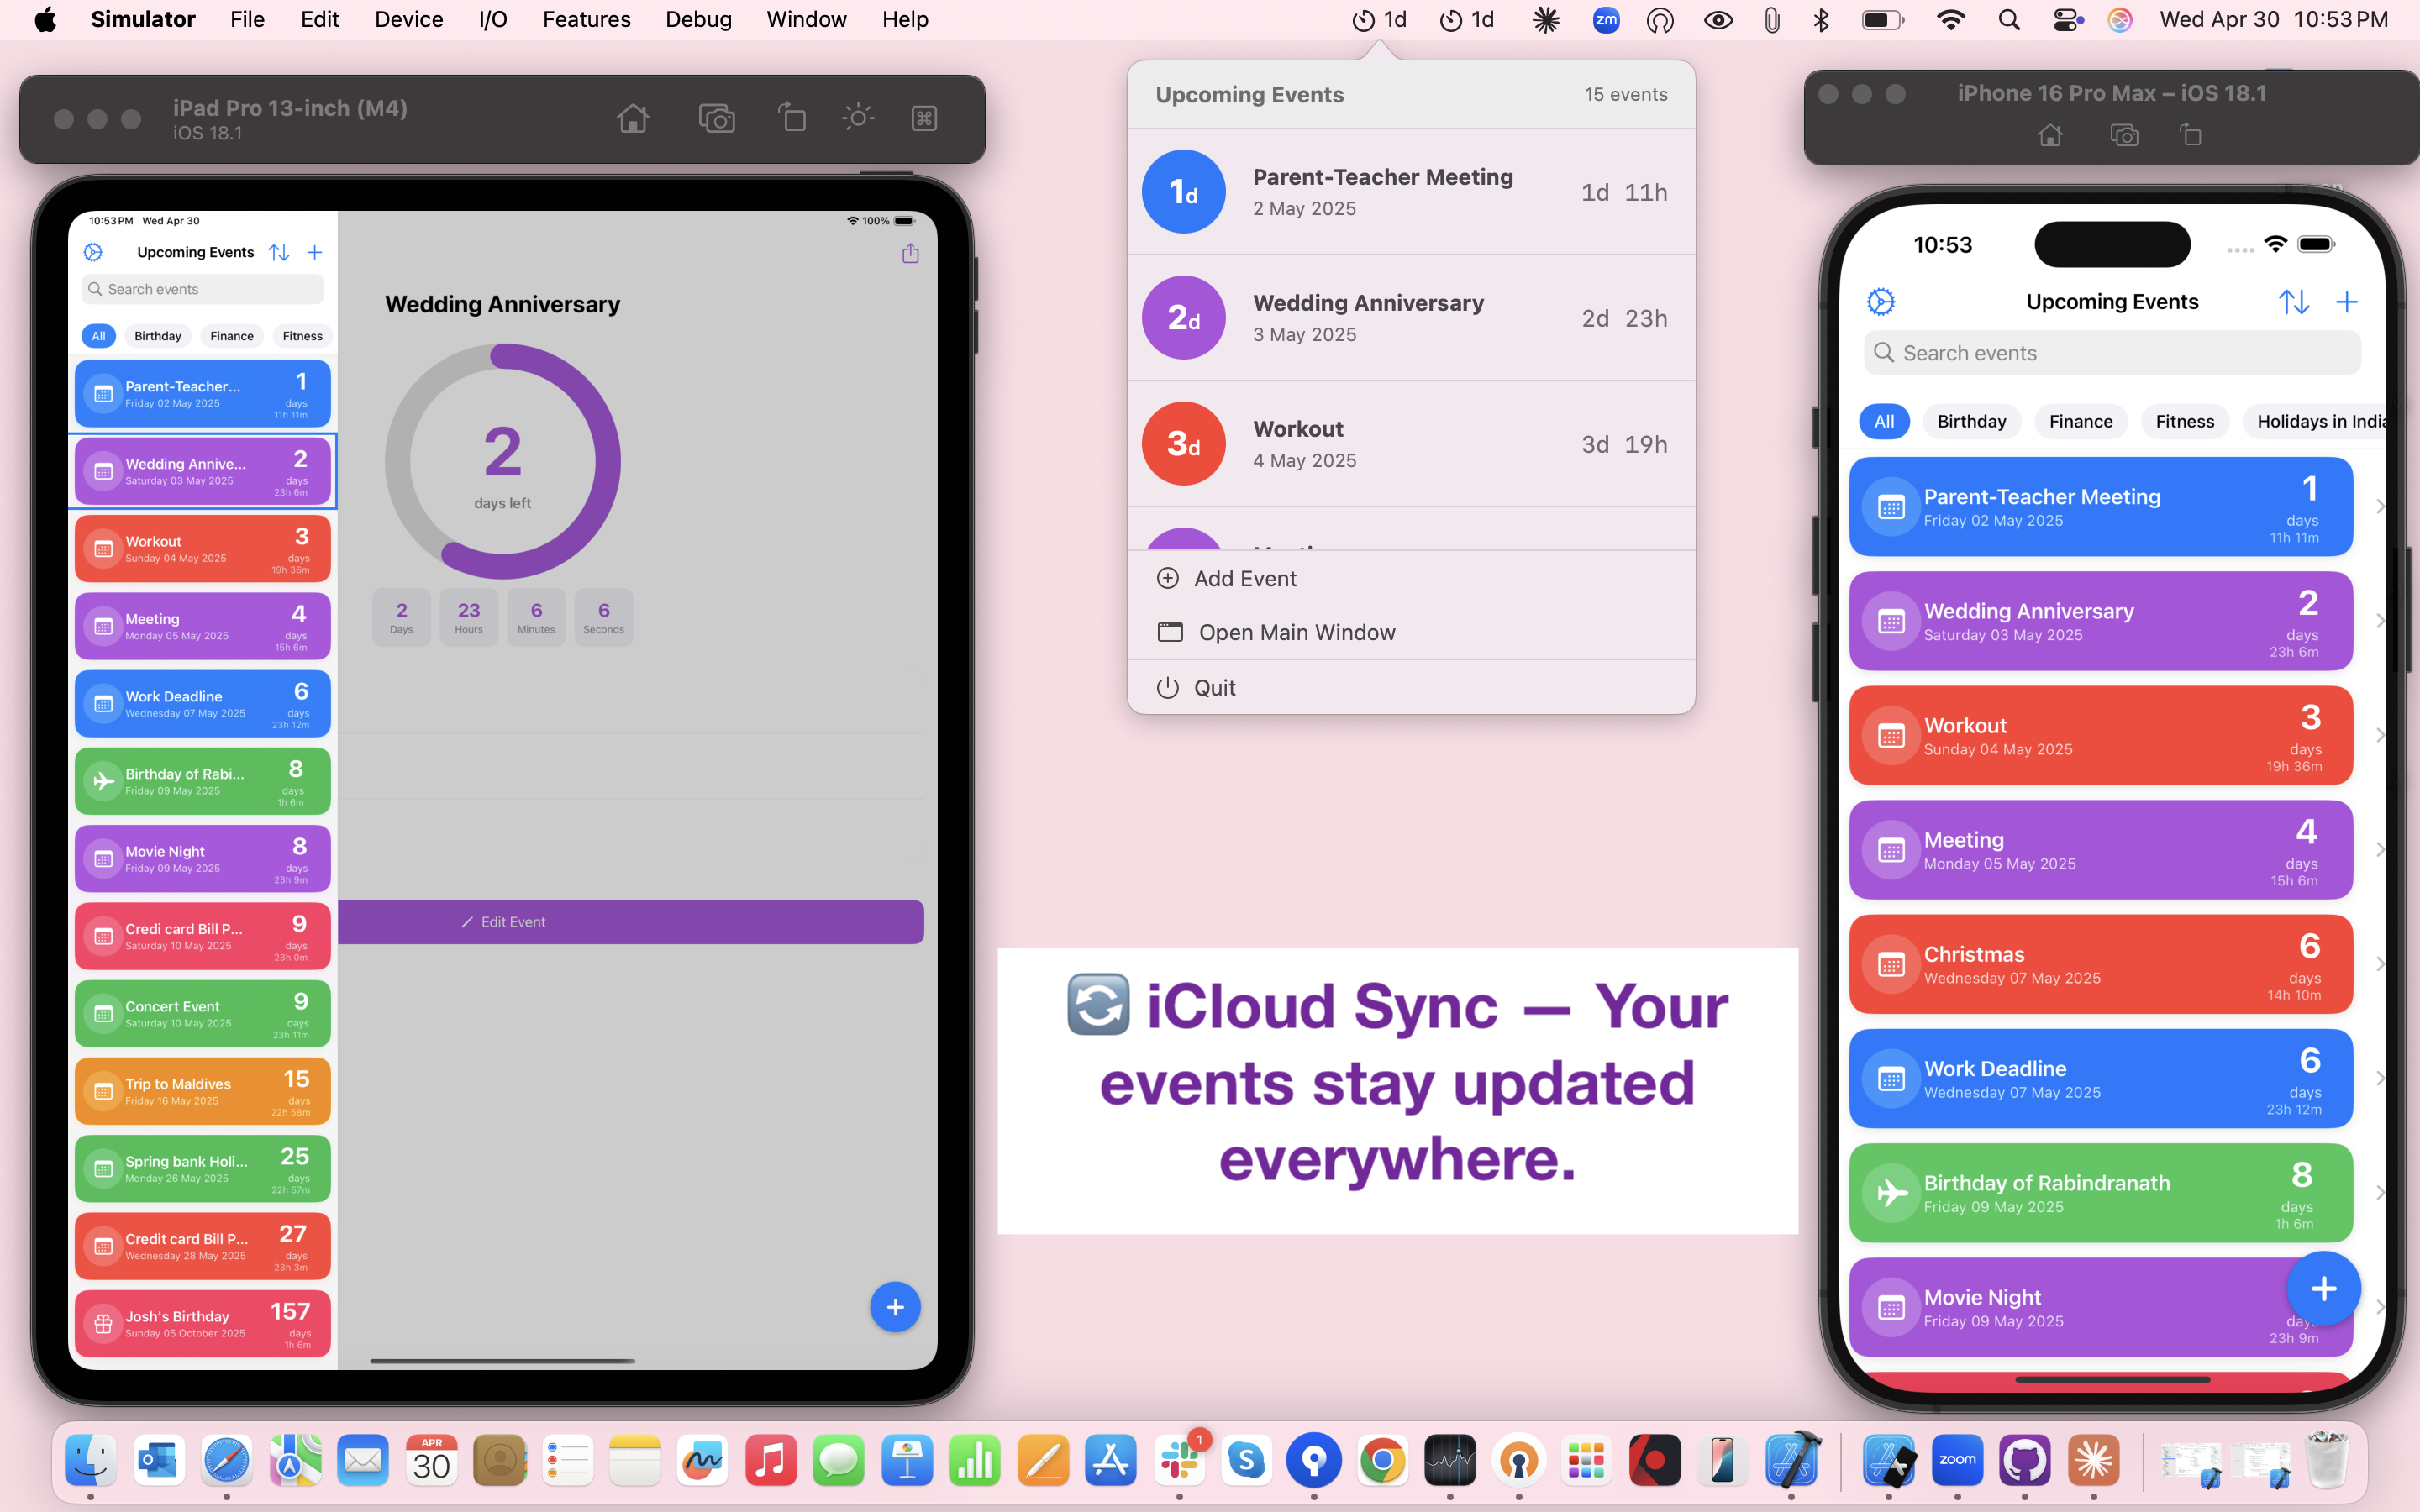 Simulator File Edit Device I/O Features Debug Window Help
1d 1d zm Wed Apr 30 10:53 PM
iPad Pro 13-inch (M4)
iOS 18.1
10:53 PM Wed Apr 30
100%
Upcoming Events
Search events
All Birthday Finance Fitness
Parent-Teacher... 1
Friday 02 May 2025 days
11h 11m
Wedding Annive... 2
Saturday 03 May 2025 days
23h 6m
Workout 3
Sunday 04 May 2025 days
19h 36m
Meeting 4
Monday 05 May 2025 days
15h 6m
Work Deadline 6
Wednesday 07 May 2025 days
23h 12m
Birthday of Rabi... 8
Friday 09 May 2025 days
1h 6m
Movie Night 8
Friday 09 May 2025 days
23h 9m
Credi card Bill P... 9
Saturday 10 May 2025 days
23h 0m
Concert Event 9
Saturday 10 May 2025 days
23h 11m
Trip to Maldives 15
Friday 16 May 2025 days
22h 58m
Spring bank Holi... 25
Monday 26 May 2025 days
22h 57m
Credit card Bill P... 27
Wednesday 28 May 2025 days
23h 3m
Josh's Birthday 157
Sunday 05 October 2025 days
1h 6m
Wedding Anniversary
2
days left
2 23 6 6
Days Hours Minutes Seconds
Edit Event
Upcoming Events 15 events
1d Parent-Teacher Meeting 1d 11h
2 May 2025
2d Wedding Anniversary 2d 23h
3 May 2025
3d Workout 3d 19h
4 May 2025
Add Event
Open Main Window
Quit
iCloud Sync — Your
events stay updated
everywhere.
iPhone 16 Pro Max – iOS 18.1
10:53
Upcoming Events
Search events
All Birthday Finance Fitness Holidays in India
Parent-Teacher Meeting 1
Friday 02 May 2025 days
11h 11m
Wedding Anniversary 2
Saturday 03 May 2025 days
23h 6m
Workout 3
Sunday 04 May 2025 days
19h 36m
Meeting 4
Monday 05 May 2025 days
15h 6m
Christmas 6
Wednesday 07 May 2025 days
14h 10m
Work Deadline 6
Wednesday 07 May 2025 days
23h 12m
Birthday of Rabindranath 8
Friday 09 May 2025 days
1h 6m
Movie Night
Friday 09 May 2025 days
23h 9m
APR
30
1
zoom